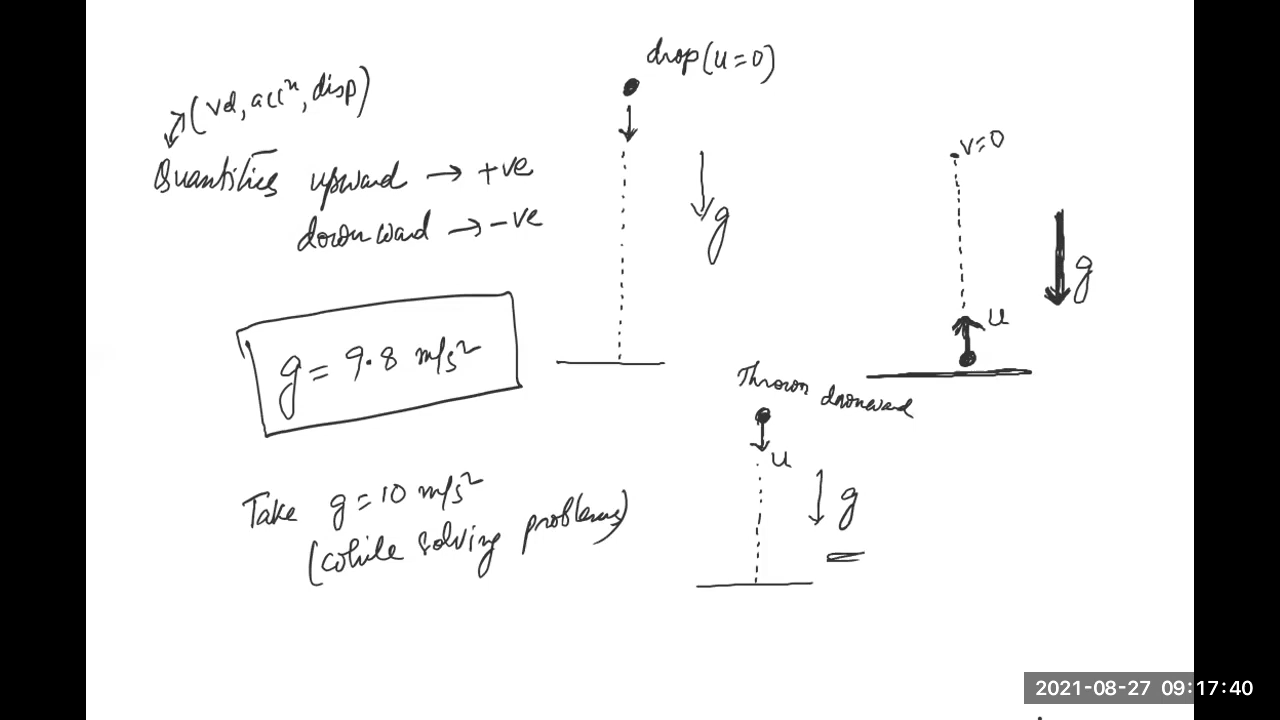 (vel, accⁿ, disp)
Quantities upward → +ve
downward → -ve
g = 9.8 m/s²
Take g = 10 m/s²
(while solving problems)
drop (u = 0)
g
v = 0
g
u
Thrown downward
u
g
2021-08-27 09:17:40